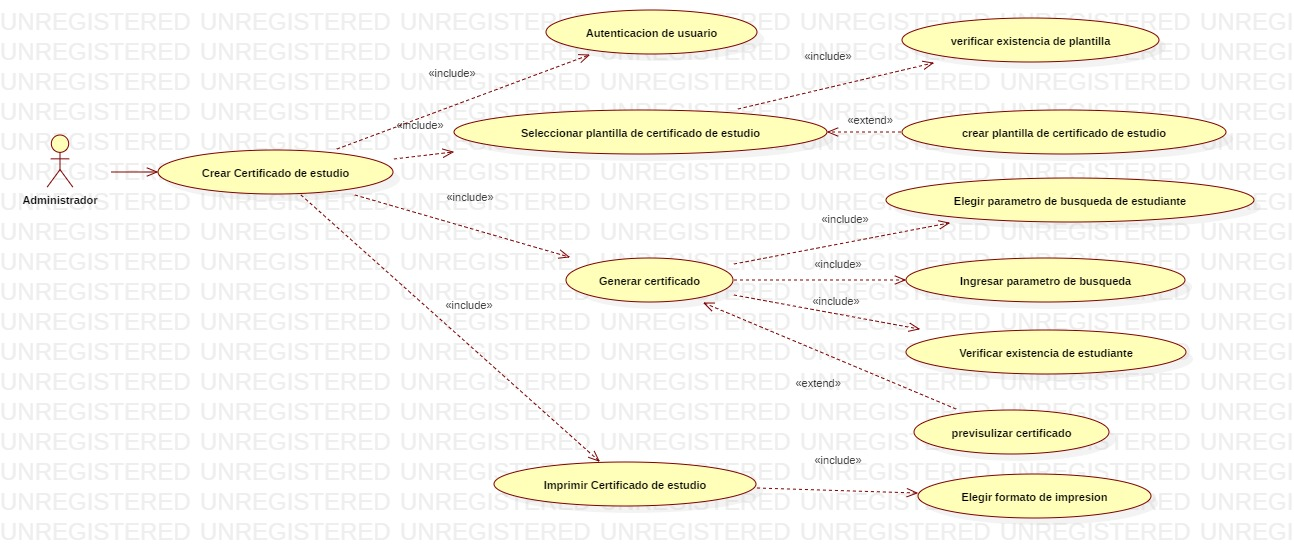 Autenticacion de usuario
verificar existencia de plantilla
«include»
«include»
«include»
Seleccionar plantilla de certificado de estudio
«extend»
crear plantilla de certificado de estudio
Administrador
Crear Certificado de estudio
«include»
Elegir parametro de busqueda de estudiante
«include»
Generar certificado
«include»
Ingresar parametro de busqueda
«include»
«include»
Verificar existencia de estudiante
«extend»
previsulizar certificado
Imprimir Certificado de estudio
«include»
Elegir formato de impresion
UNREGISTERED UNREGISTERED UNREGISTERED UNREGISTERED UNREGISTERED UNREGISTERED UNREGI